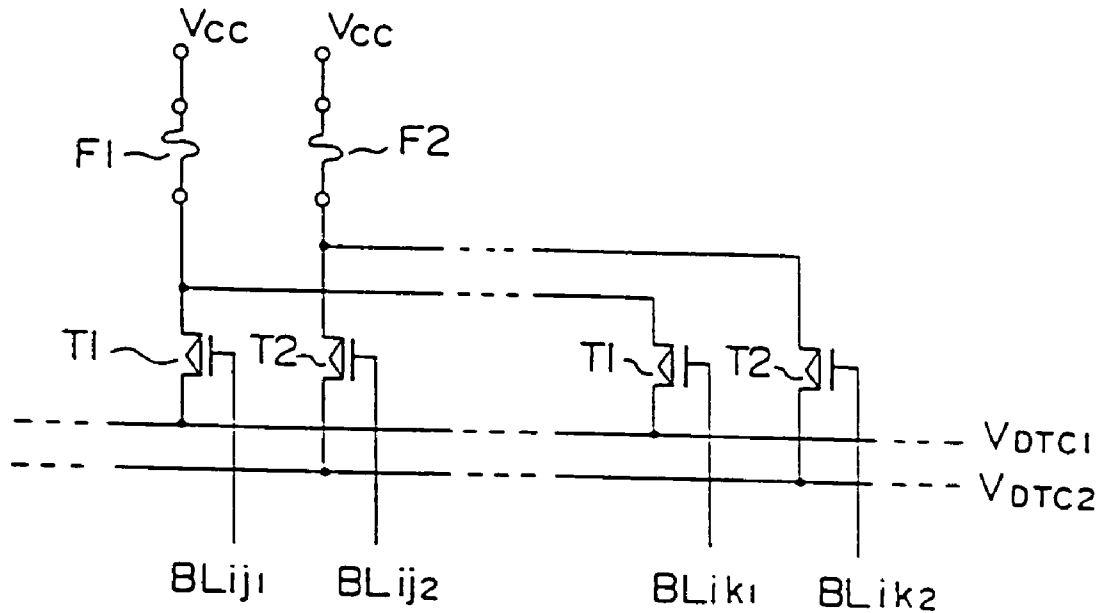 VCC VCC
F1 F2
T1 T2 T1 T2
VDTC1
VDTC2
BLij1 BLij2 BLik1 BLik2